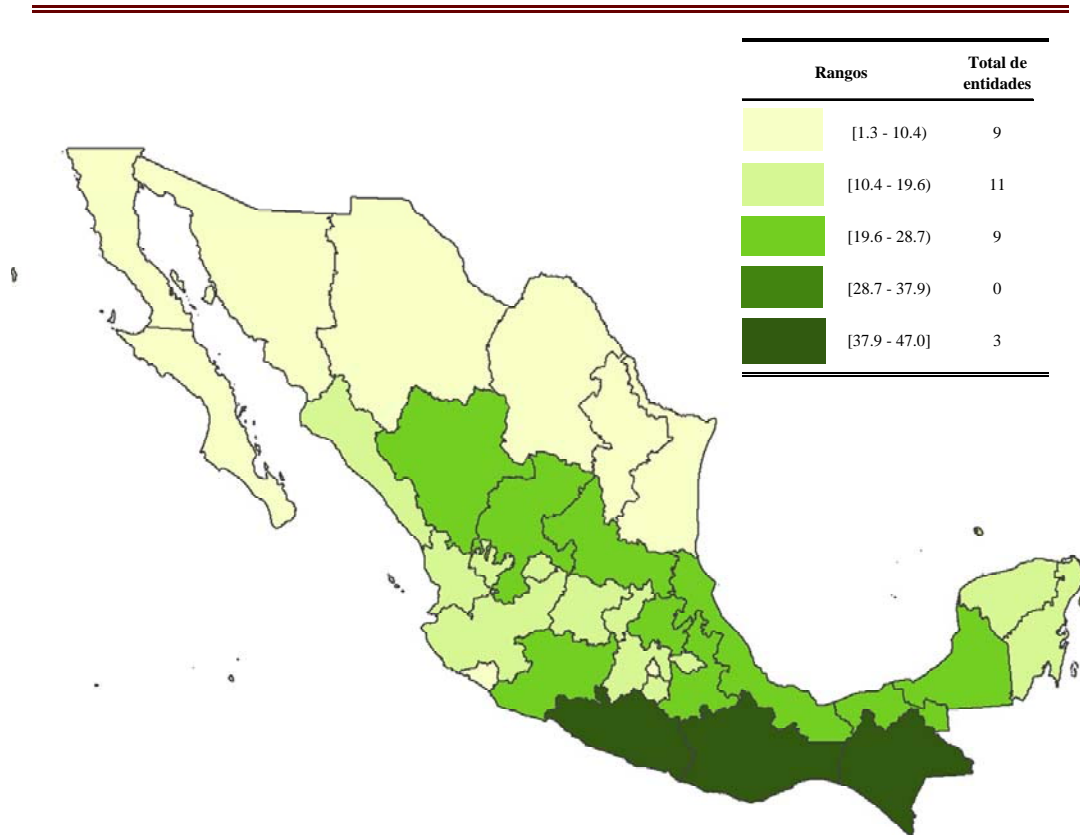 Rangos Total de entidades
[1.3 - 10.4) 9
[10.4 - 19.6) 11
[19.6 - 28.7) 9
[28.7 - 37.9) 0
[37.9 - 47.0] 3